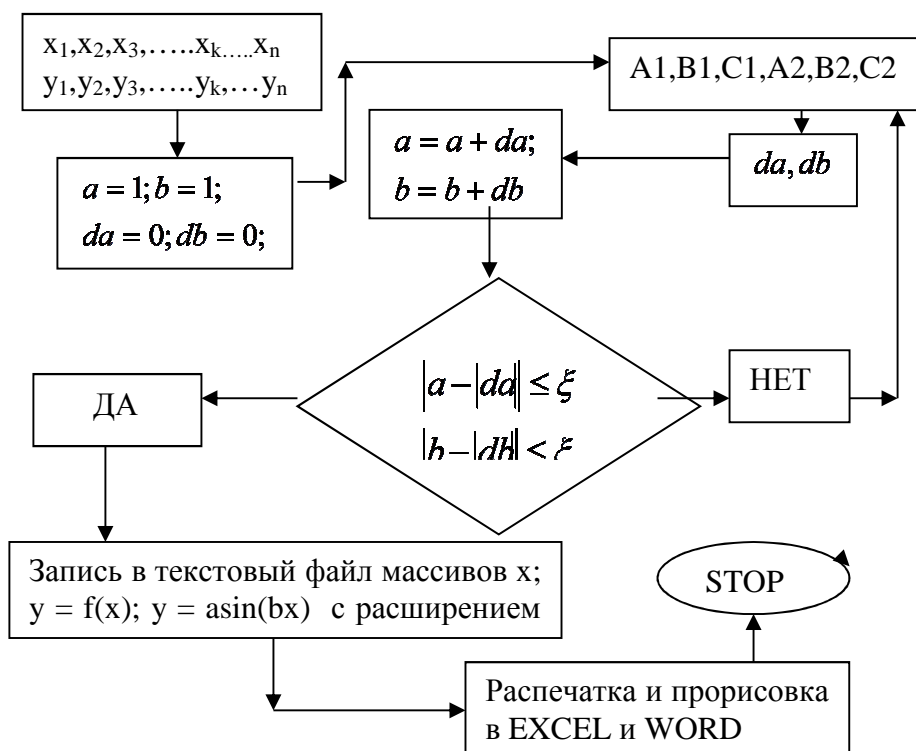 x₁,x₂,x₃,…..xₖ…..xₙ
y₁,y₂,y₃,…..yₖ,…yₙ
a = 1; b = 1;
da = 0; db = 0;
A1,B1,C1,A2,B2,C2
da, db
a = a + da;
b = b + db
|a − |da|| ≤ ξ
|b − |db|| < ξ
НЕТ
ДА
Запись в текстовый файл массивов x;
y = f(x); y = asin(bx) с расширением
STOP
Распечатка и прорисовка
в EXCEL и WORD